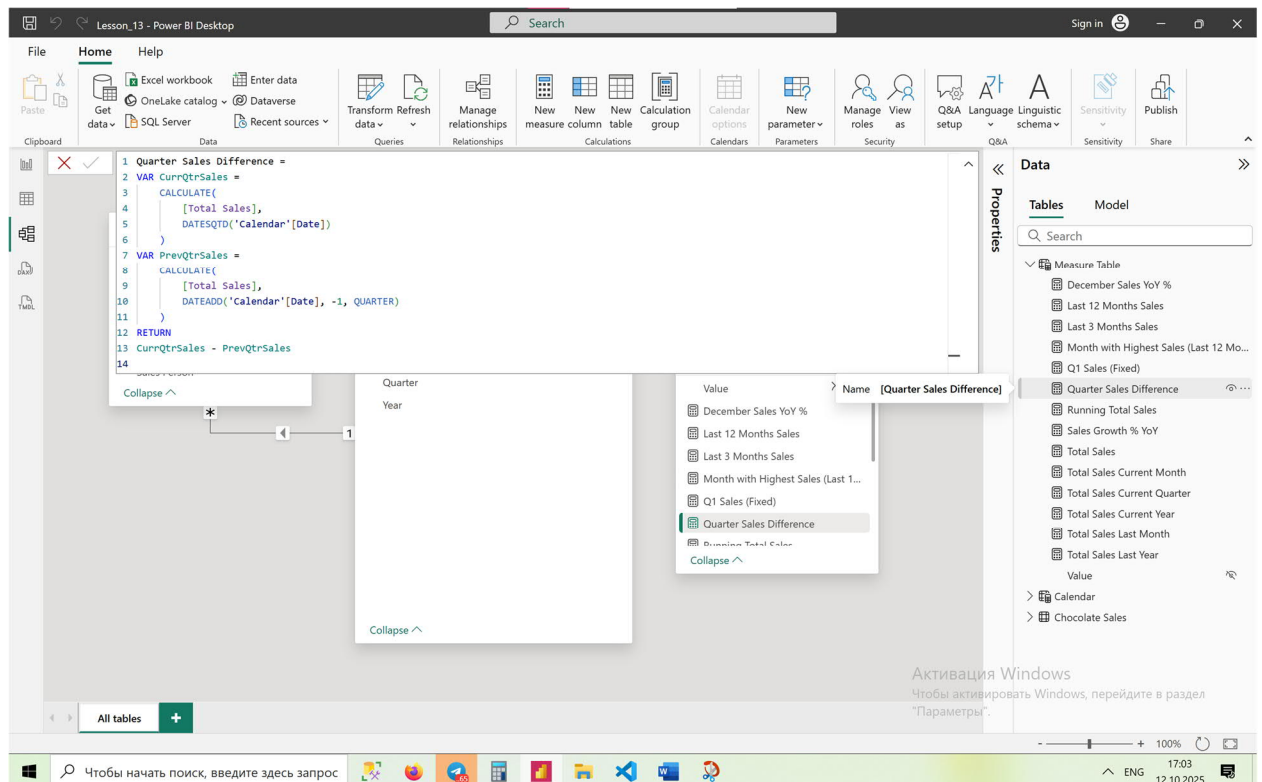 Lesson_13 - Power BI Desktop
Search
Sign in
File
Home
Help
Paste
Get data
Excel workbook
OneLake catalog
SQL Server
Enter data
Dataverse
Recent sources
Transform data
Refresh
Manage relationships
New measure
New column
New table
Calculation group
Calendar options
New parameter
Manage roles
View as
Q&A setup
Language
Linguistic schema
Sensitivity
Publish
Clipboard
Data
Queries
Relationships
Calculations
Calendars
Parameters
Security
Q&A
Sensitivity
Share
DAX
TMDL
1 Quarter Sales Difference =
2 VAR CurrQtrSales =
3 CALCULATE(
4 [Total Sales],
5 DATESQTD('Calendar'[Date])
6 )
7 VAR PrevQtrSales =
8 CALCULATE(
9 [Total Sales],
10 DATEADD('Calendar'[Date], -1, QUARTER)
11 )
12 RETURN
13 CurrQtrSales - PrevQtrSales
14
Sales Person
Collapse
*
1
Quarter
Year
Collapse
Value
December Sales YoY %
Last 12 Months Sales
Last 3 Months Sales
Month with Highest Sales (Last 1...
Q1 Sales (Fixed)
Quarter Sales Difference
Running Total Sales
Collapse
Name [Quarter Sales Difference]
Properties
Data
Tables
Model
Search
Measure Table
December Sales YoY %
Last 12 Months Sales
Last 3 Months Sales
Month with Highest Sales (Last 12 Mo...
Q1 Sales (Fixed)
Quarter Sales Difference
Running Total Sales
Sales Growth % YoY
Total Sales
Total Sales Current Month
Total Sales Current Quarter
Total Sales Current Year
Total Sales Last Month
Total Sales Last Year
Value
Calendar
Chocolate Sales
Активация Windows
Чтобы активировать Windows, перейдите в раздел
"Параметры".
All tables
+
- + 100%
Чтобы начать поиск, введите здесь запрос
65
ENG
17:03
12.10.2025